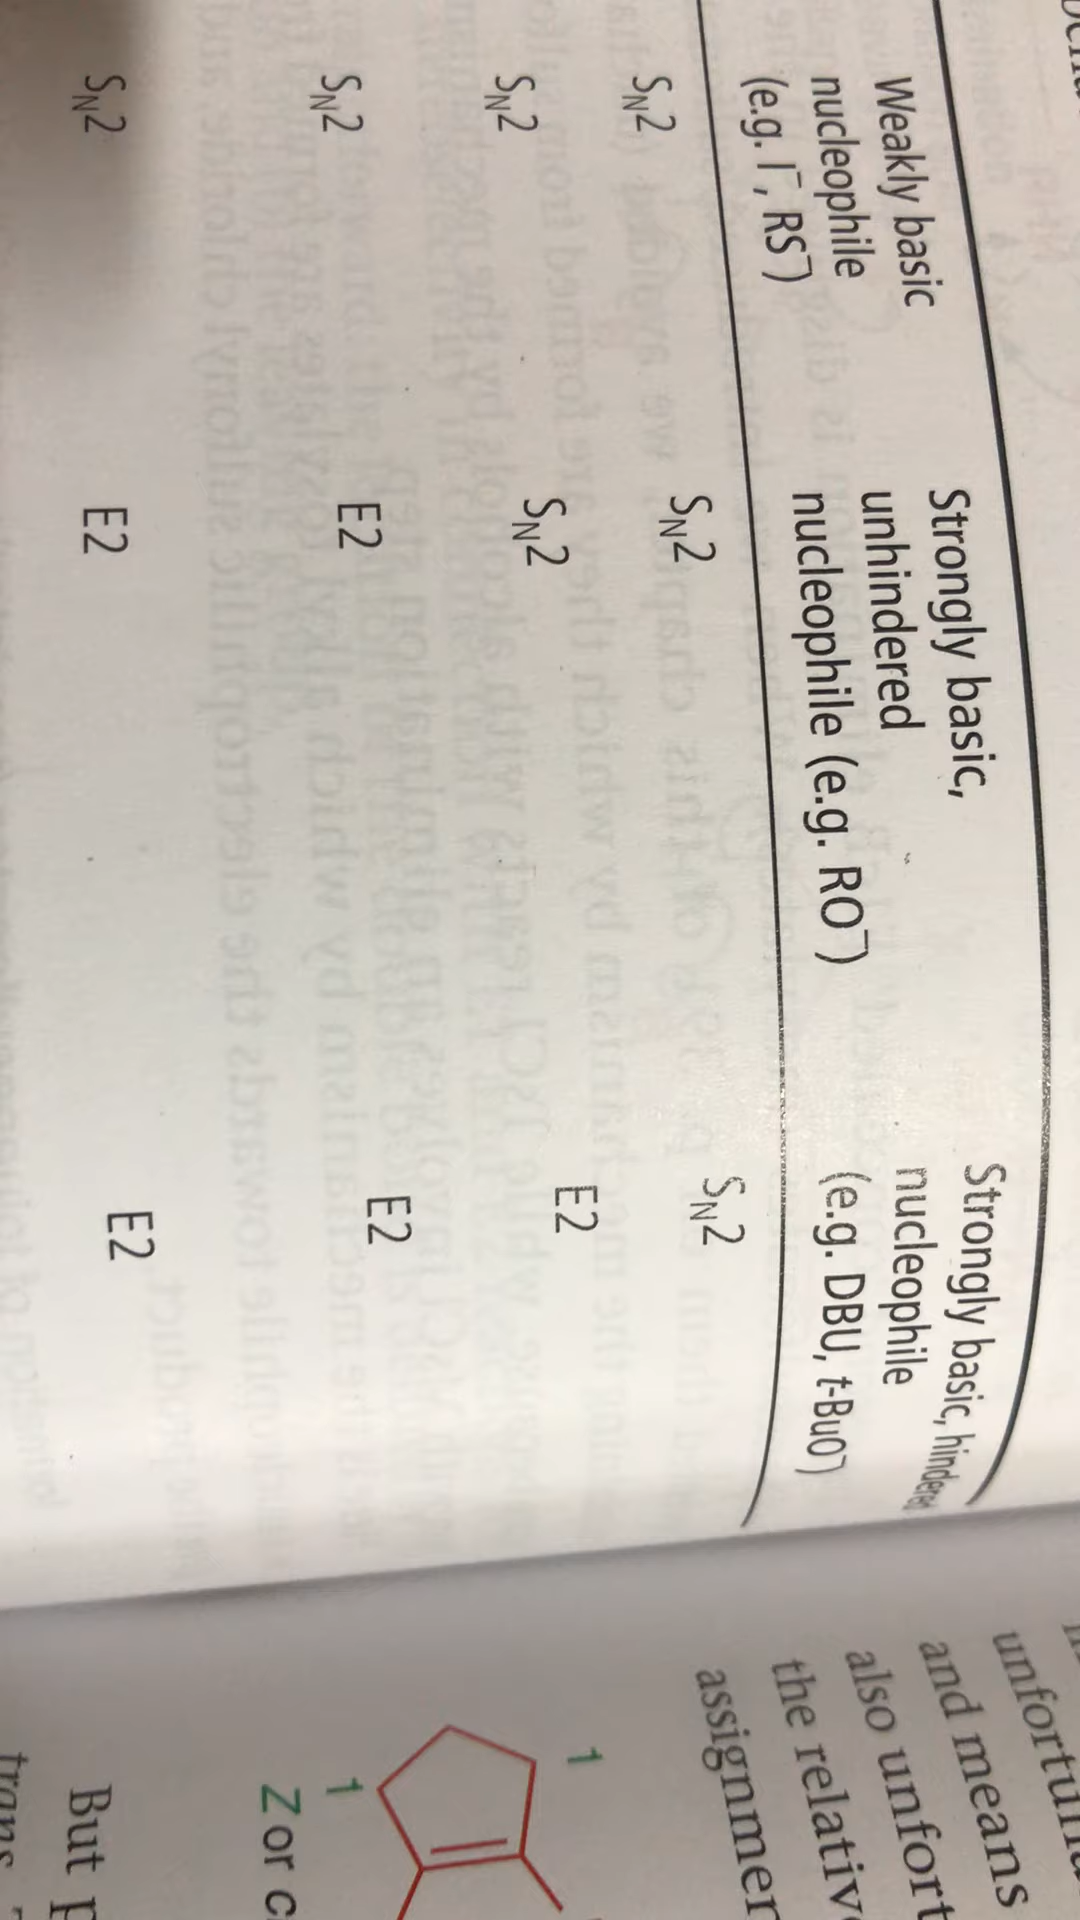 Weakly basic
nucleophile
(e.g. I⁻, RS⁻)
Strongly basic,
unhindered
nucleophile (e.g. RO⁻)
Strongly basic, hindered
nucleophile
(e.g. DBU, t-BuO⁻)
SN2 SN2 SN2
SN2 SN2 E2
SN2 E2 E2
SN2 E2 E2
and means
also unfort
the relativ
assignmen
1
1
Z or c
But p
trans